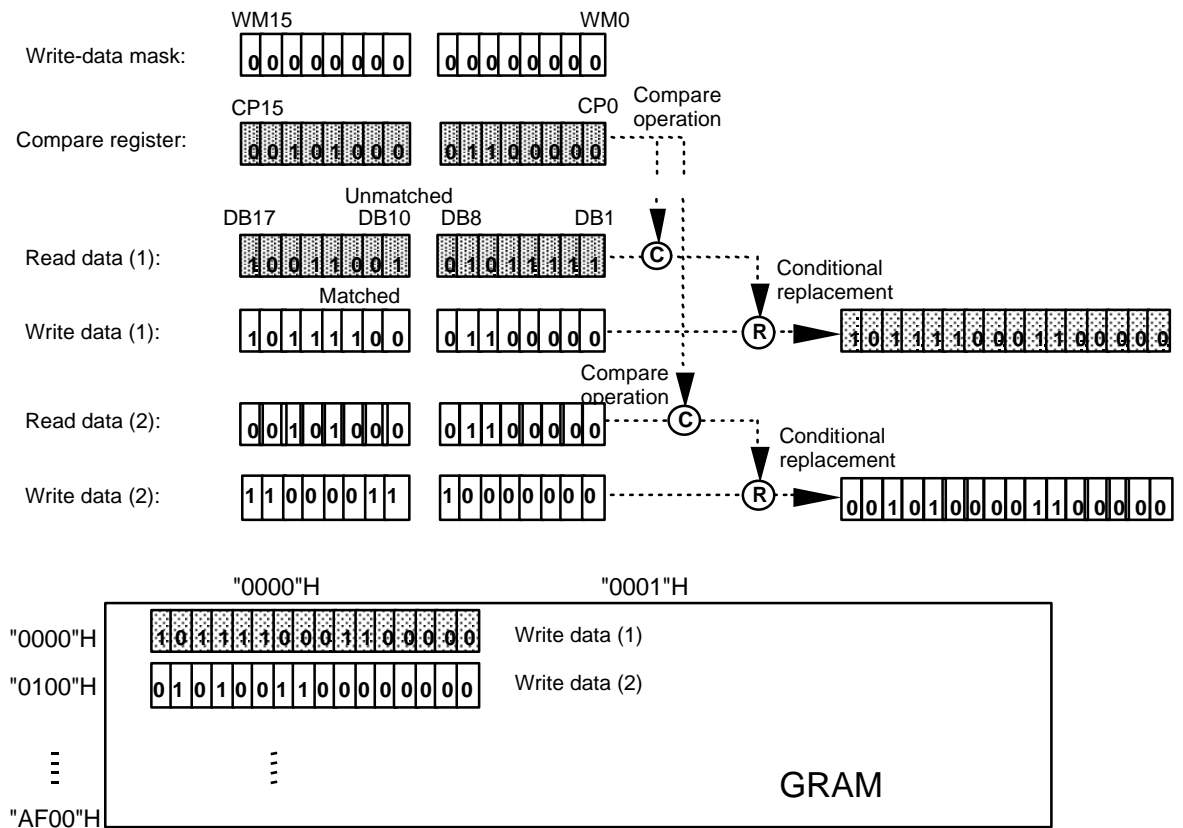 WM15 WM0
Write-data mask: 0 0 0 0 0 0 0 0 0 0 0 0 0 0 0 0
CP15 CP0 Compare
operation
Compare register: 0 0 1 0 1 0 0 0 0 1 1 0 0 0 0 0
Unmatched
DB17 DB10 DB8 DB1
Read data (1): 1 0 0 1 1 0 0 1 0 1 0 1 1 1 1 1 C
Conditional
replacement
Matched
Write data (1): 1 0 1 1 1 1 0 0 0 1 1 0 0 0 0 0 R 1 0 1 1 1 1 0 0 0 1 1 0 0 0 0 0
Compare
operation
Read data (2): 0 0 1 0 1 0 0 0 0 1 1 0 0 0 0 0 C
Conditional
replacement
Write data (2): 1 1 0 0 0 0 1 1 1 0 0 0 0 0 0 0 R 0 0 1 0 1 0 0 0 0 1 1 0 0 0 0 0
"0000"H "0001"H
"0000"H 1 0 1 1 1 1 0 0 0 1 1 0 0 0 0 0 Write data (1)
"0100"H 0 1 0 1 0 0 1 1 0 0 0 0 0 0 0 0 Write data (2)
GRAM
"AF00"H